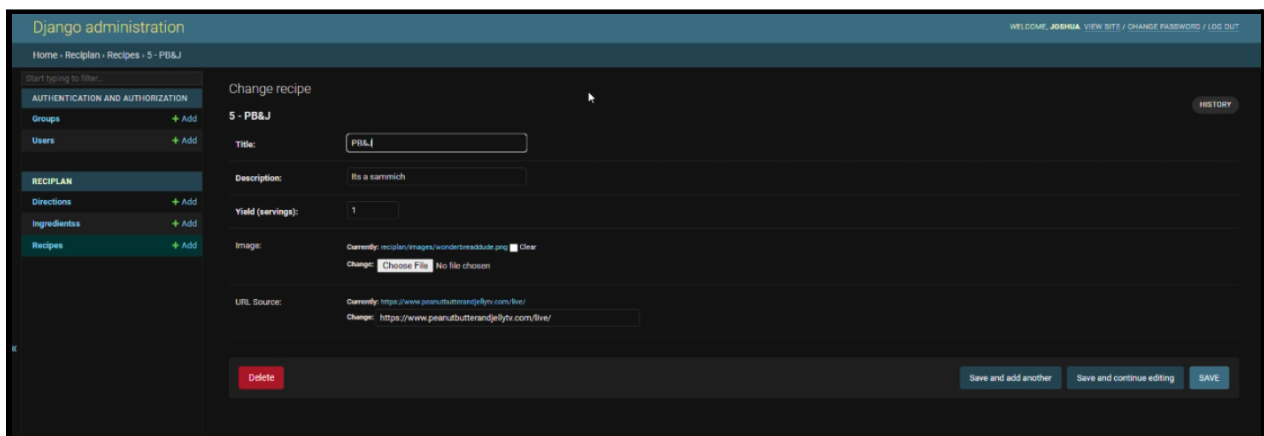 Django administration
WELCOME, JOSHUA. VIEW SITE / CHANGE PASSWORD / LOG OUT
Home › Reciplan › Recipes › 5 - PB&J
Start typing to filter...
AUTHENTICATION AND AUTHORIZATION
Groups + Add
Users + Add
RECIPLAN
Directions + Add
Ingredientss + Add
Recipes + Add
«
Change recipe
HISTORY
5 - PB&J
Title: PB&J
Description: Its a sammich
Yield (servings): 1
Image: Currently: reciplan/images/wonderbreaddude.png Clear
Change: Choose File No file chosen
URL Source: Currently: https://www.peanutbutterandjellytv.com/live/
Change: https://www.peanutbutterandjellytv.com/live/
Delete
Save and add another Save and continue editing SAVE